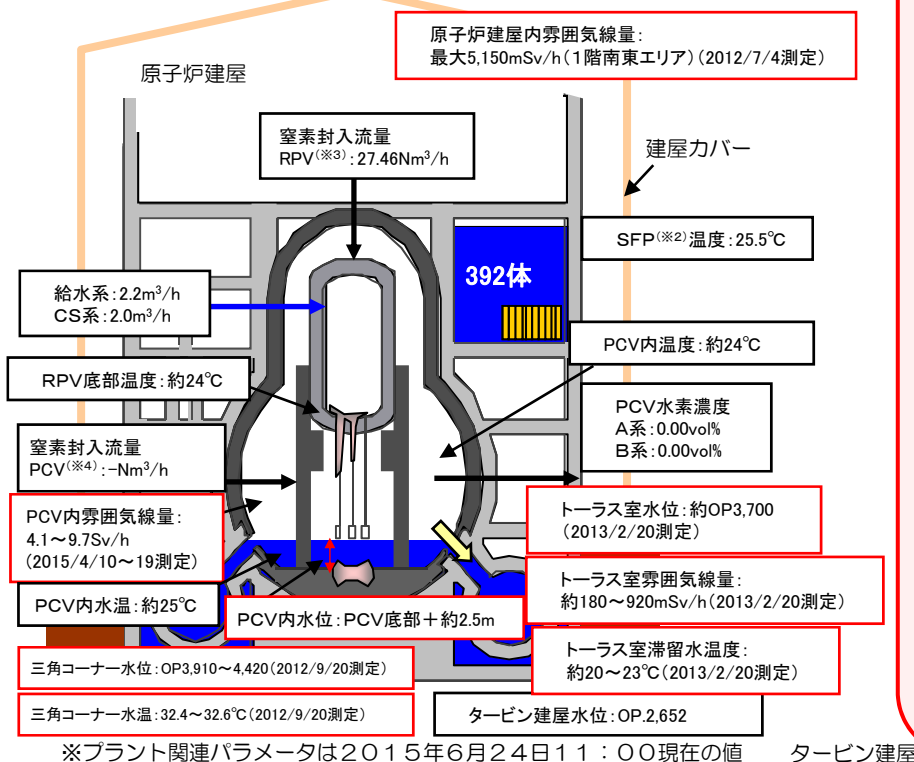 原子炉建屋内雰囲気線量：
最大5,150mSv/h（１階南東エリア）（2012/7/4測定）
原子炉建屋
窒素封入流量
RPV(※3)：27.46Nm3/h
建屋カバー
SFP(※2)温度：25.5℃
392体
給水系：2.2m3/h
ＣＳ系：2.0m3/h
PCV内温度：約24℃
ＲＰＶ底部温度：約24℃
PCV水素濃度
A系：0.00vol%
B系：0.00vol%
窒素封入流量
PCV(※4)：-Nm3/h
PCV内雰囲気線量：
4.1～9.7Sv/h
（2015/4/10～19測定）
トーラス室水位：約OP3,700
（2013/2/20測定）
トーラス室雰囲気線量：
約180～920mSv/h（2013/2/20測定）
PCV内水温：約25℃
PCV内水位：PCV底部＋約2.5m
トーラス室滞留水温度：
約20～23℃（2013/2/20測定）
三角コーナー水位：OP3,910～4,420（2012/9/20測定）
三角コーナー水温：32.4～32.6℃（2012/9/20測定）
タービン建屋水位：OP.2,652
※プラント関連パラメータは２０１５年６月２４日１１：００現在の値
タービン建屋